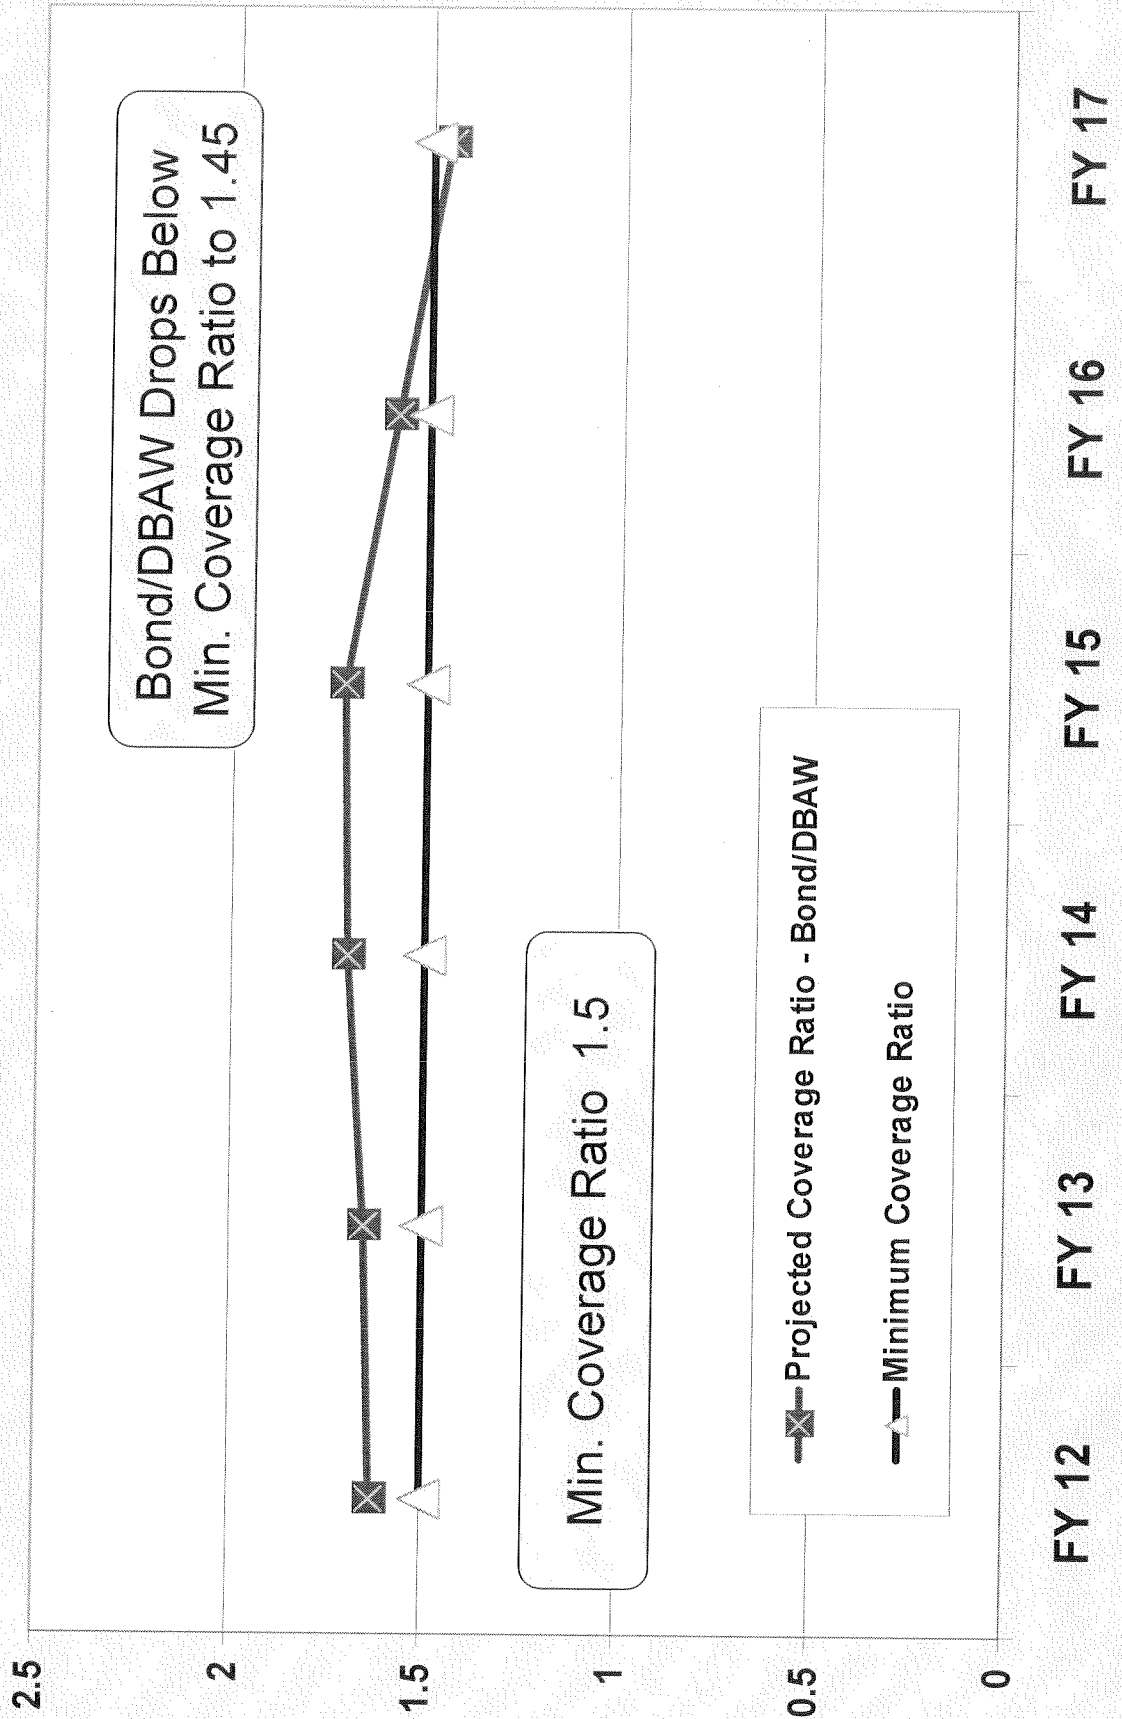 2.5
2
1.5
1
0.5
0
Bond/DBAW Drops Below
Min. Coverage Ratio to 1.45
Min. Coverage Ratio 1.5
Projected Coverage Ratio - Bond/DBAW
Minimum Coverage Ratio
FY 12
FY 13
FY 14
FY 15
FY 16
FY 17